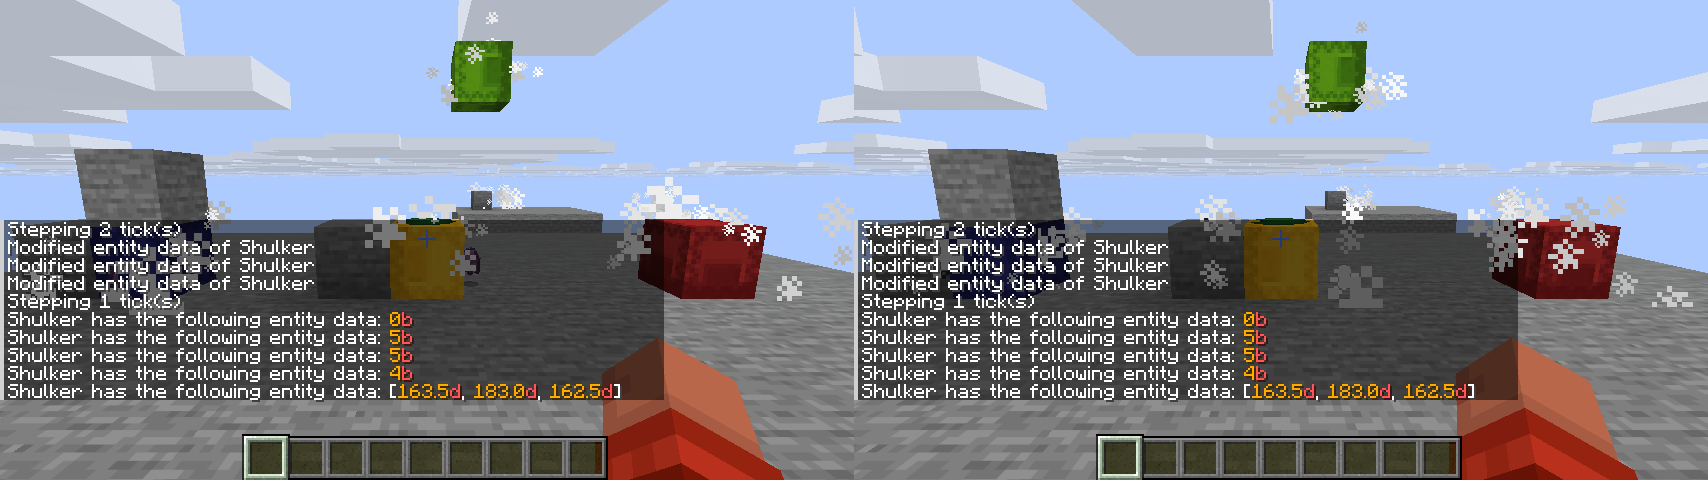 Stepping 2 tick(s)
Modified entity data of Shulker
Modified entity data of Shulker
Modified entity data of Shulker
Stepping 1 tick(s)
Shulker has the following entity data: 0b
Shulker has the following entity data: 5b
Shulker has the following entity data: 5b
Shulker has the following entity data: 4b
Shulker has the following entity data: [163.5d, 183.0d, 162.5d]
Stepping 2 tick(s)
Modified entity data of Shulker
Modified entity data of Shulker
Modified entity data of Shulker
Stepping 1 tick(s)
Shulker has the following entity data: 0b
Shulker has the following entity data: 5b
Shulker has the following entity data: 5b
Shulker has the following entity data: 4b
Shulker has the following entity data: [163.5d, 183.0d, 162.5d]